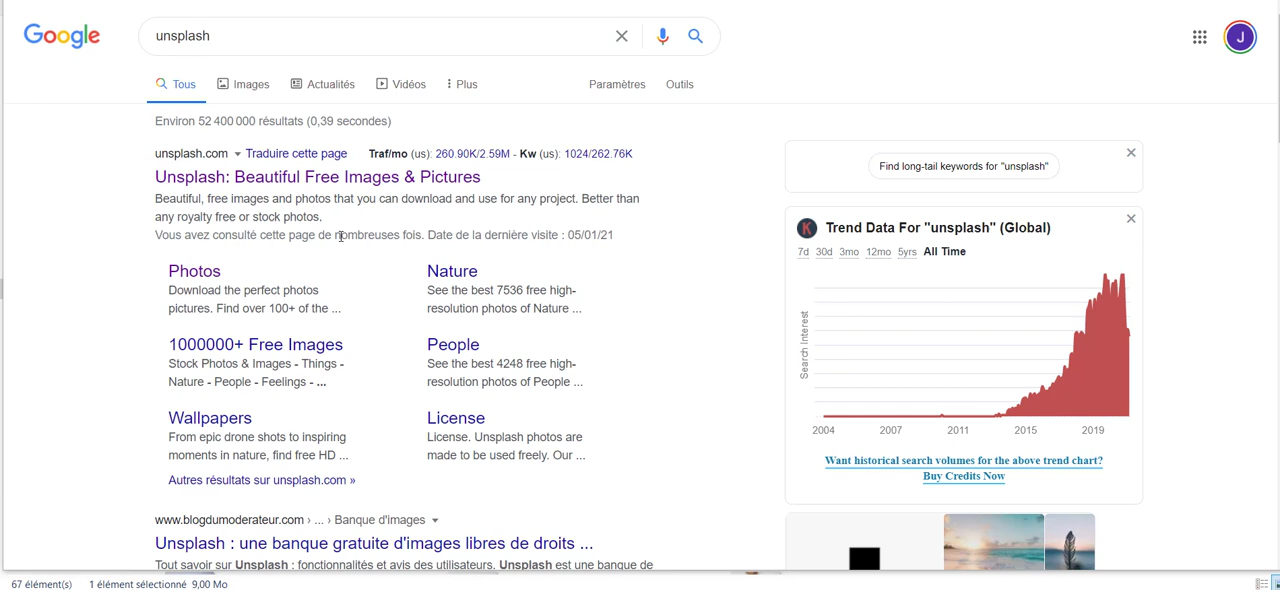 Google
unsplash
J
Tous
Images
Actualités
Vidéos
Plus
Paramètres
Outils
Environ 52 400 000 résultats (0,39 secondes)
unsplash.com Traduire cette page Traf/mo (us): 260.90K/2.59M - Kw (us): 1024/262.76K
Unsplash: Beautiful Free Images & Pictures
Beautiful, free images and photos that you can download and use for any project. Better than
any royalty free or stock photos.
Vous avez consulté cette page de nombreuses fois. Date de la dernière visite : 05/01/21
Photos
Download the perfect photos
pictures. Find over 100+ of the ...
Nature
See the best 7536 free high-
resolution photos of Nature ...
1000000+ Free Images
Stock Photos & Images - Things -
Nature - People - Feelings - ...
People
See the best 4248 free high-
resolution photos of People ...
Wallpapers
From epic drone shots to inspiring
moments in nature, find free HD ...
License
License. Unsplash photos are
made to be used freely. Our ...
Autres résultats sur unsplash.com »
www.blogdumoderateur.com › ... › Banque d'images
Unsplash : une banque gratuite d'images libres de droits ...
Tout savoir sur Unsplash : fonctionnalités et avis des utilisateurs. Unsplash est une banque de
Find long-tail keywords for "unsplash"
K
Trend Data For "unsplash" (Global)
7d 30d 3mo 12mo 5yrs All Time
Search Interest
2004 2007 2011 2015 2019
Want historical search volumes for the above trend chart?
Buy Credits Now
67 élément(s) 1 élément sélectionné 9,00 Mo